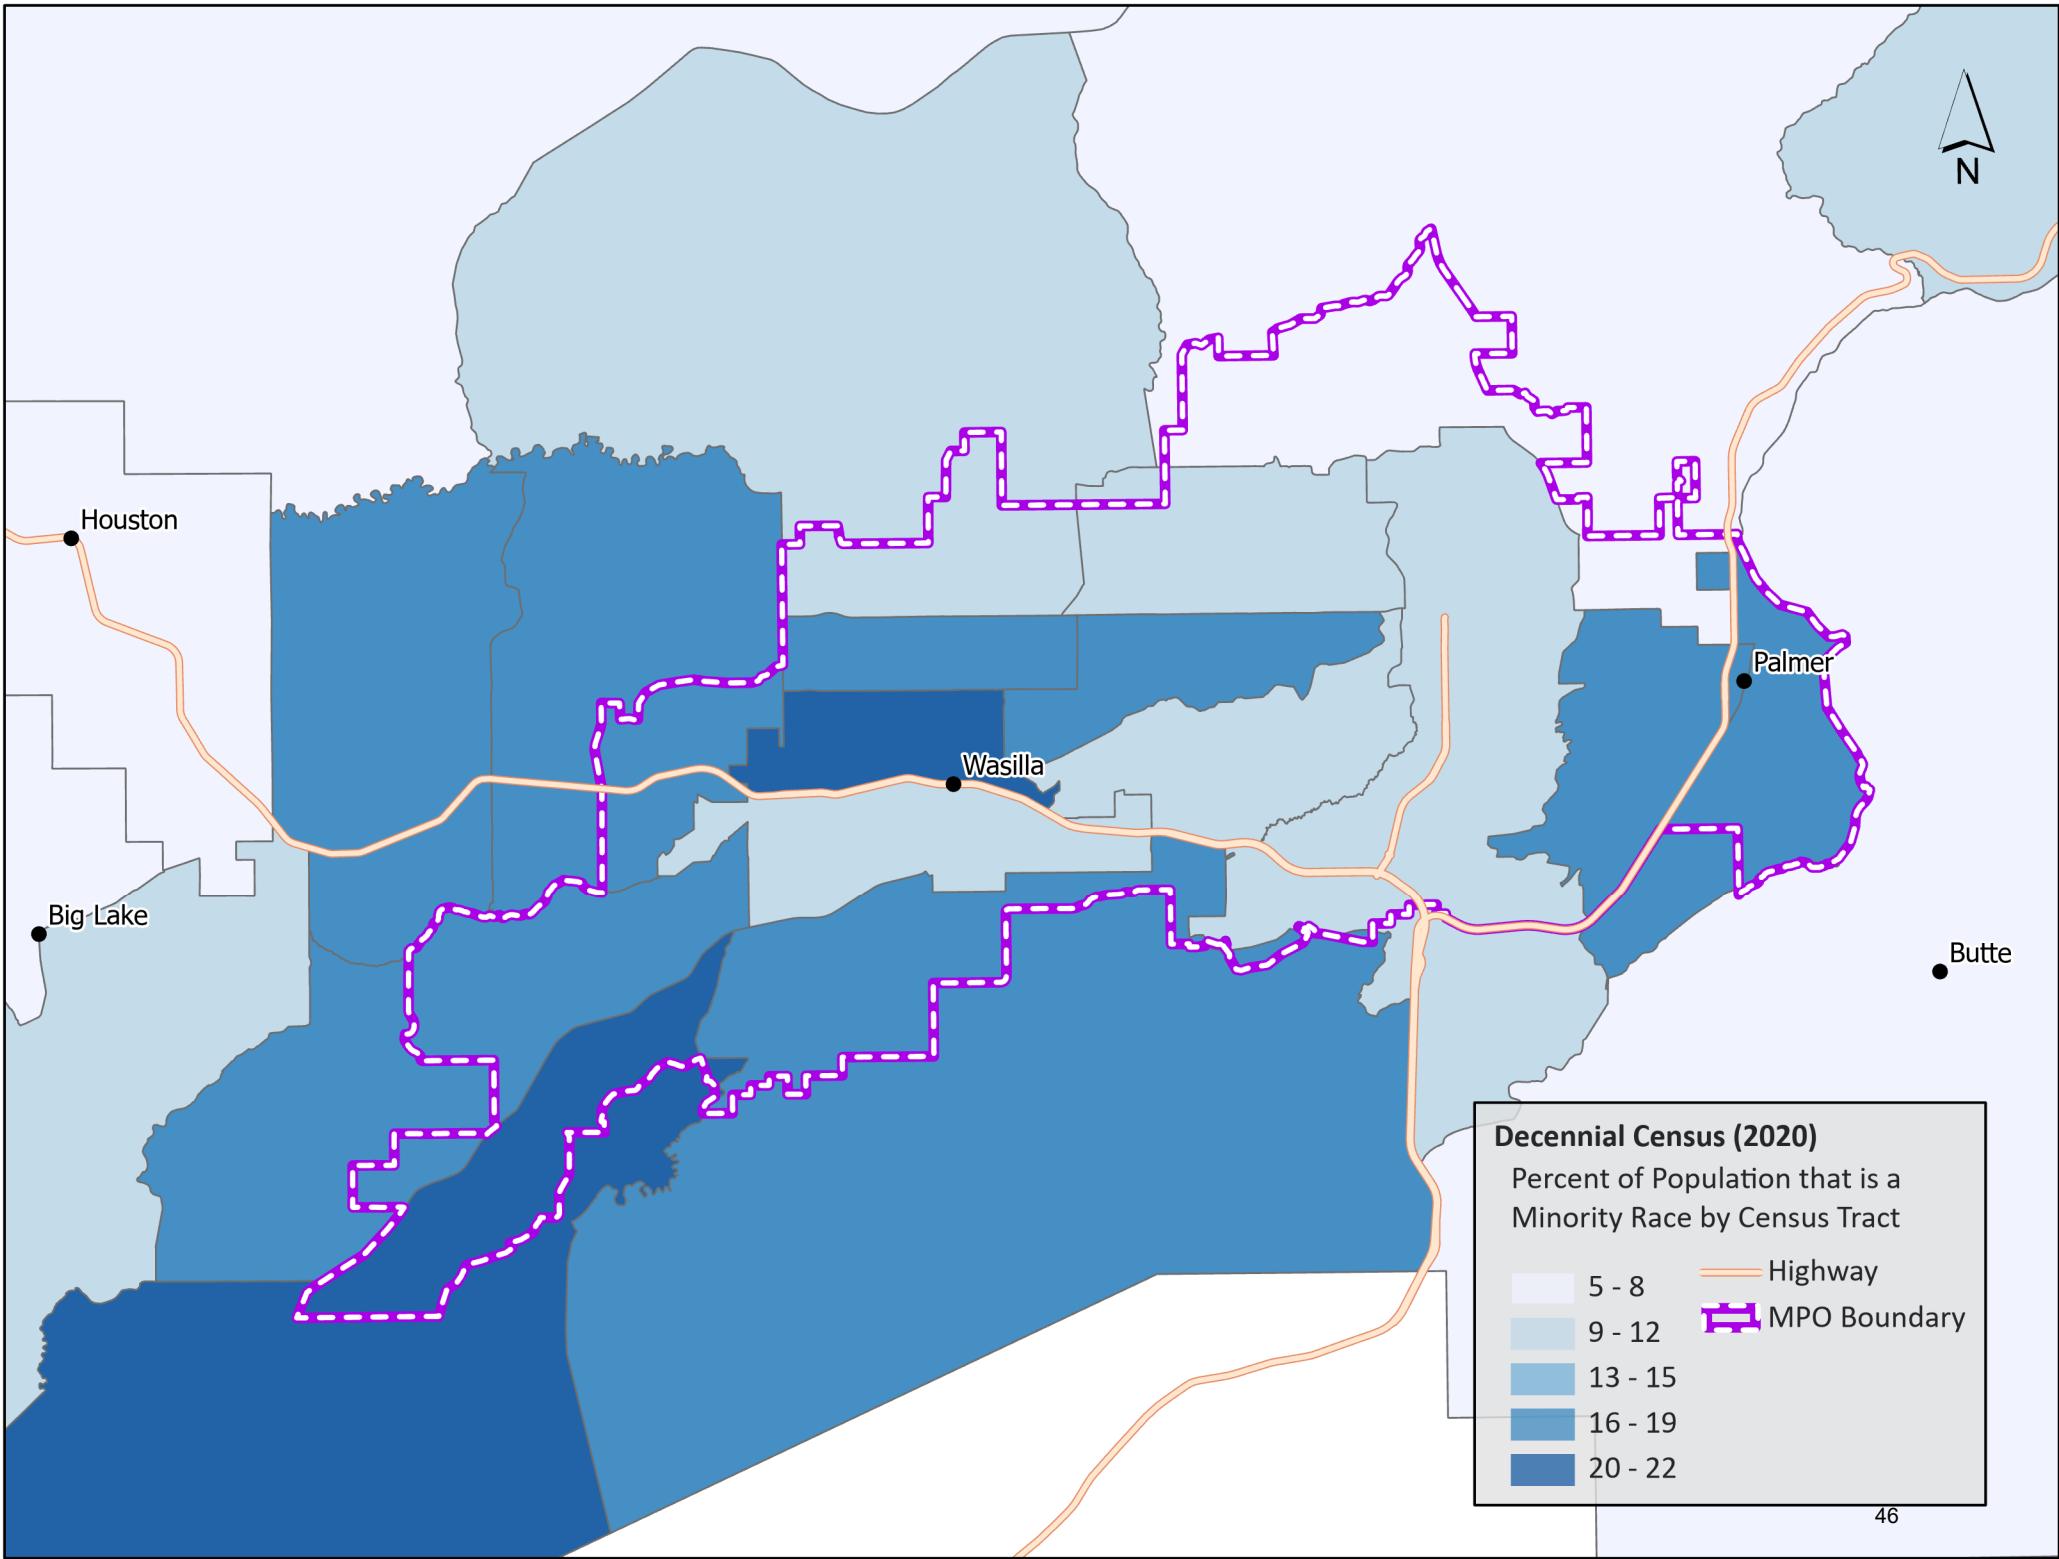 N
Houston
Palmer
Wasilla
Big Lake
Butte
Decennial Census (2020)
Percent of Population that is a
Minority Race by Census Tract
5 - 8
9 - 12
13 - 15
16 - 19
20 - 22
Highway
MPO Boundary
46